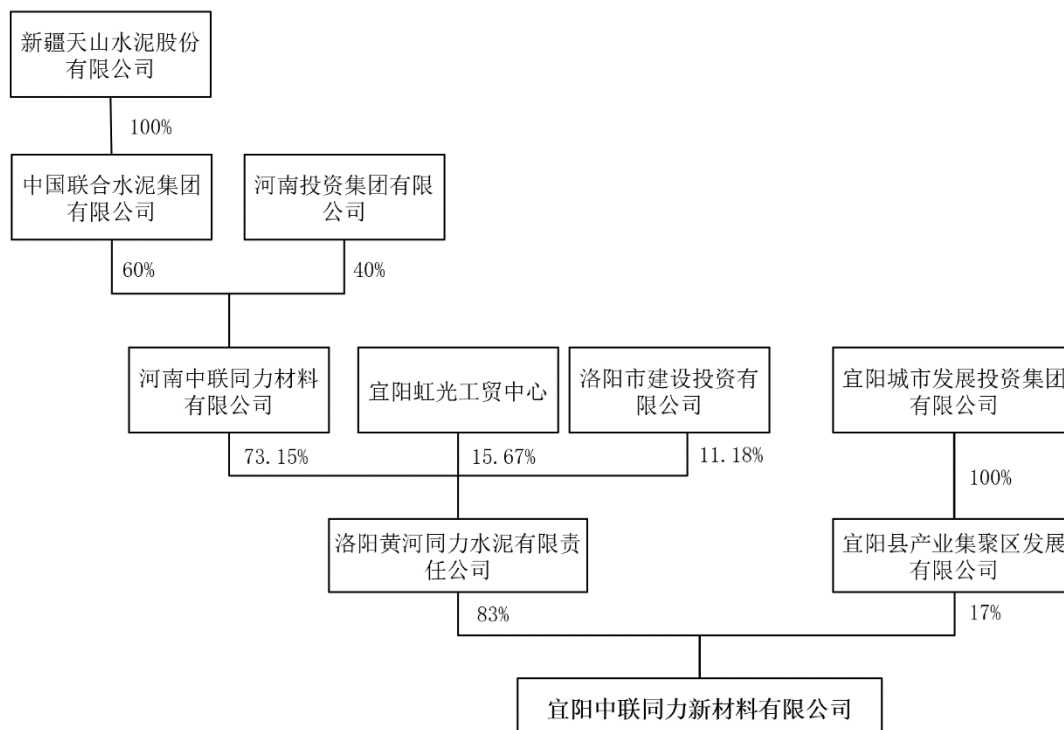 新疆天山水泥股份
有限公司
100%
中国联合水泥集团
有限公司
河南投资集团有限
公司
60%
40%
河南中联同力材料
有限公司
宜阳虹光工贸中心
洛阳市建设投资有
限公司
宜阳城市发展投资集团
有限公司
73.15%
15.67%
11.18%
100%
洛阳黄河同力水泥有限责
任公司
宜阳县产业集聚区发展
有限公司
83%
17%
宜阳中联同力新材料有限公司